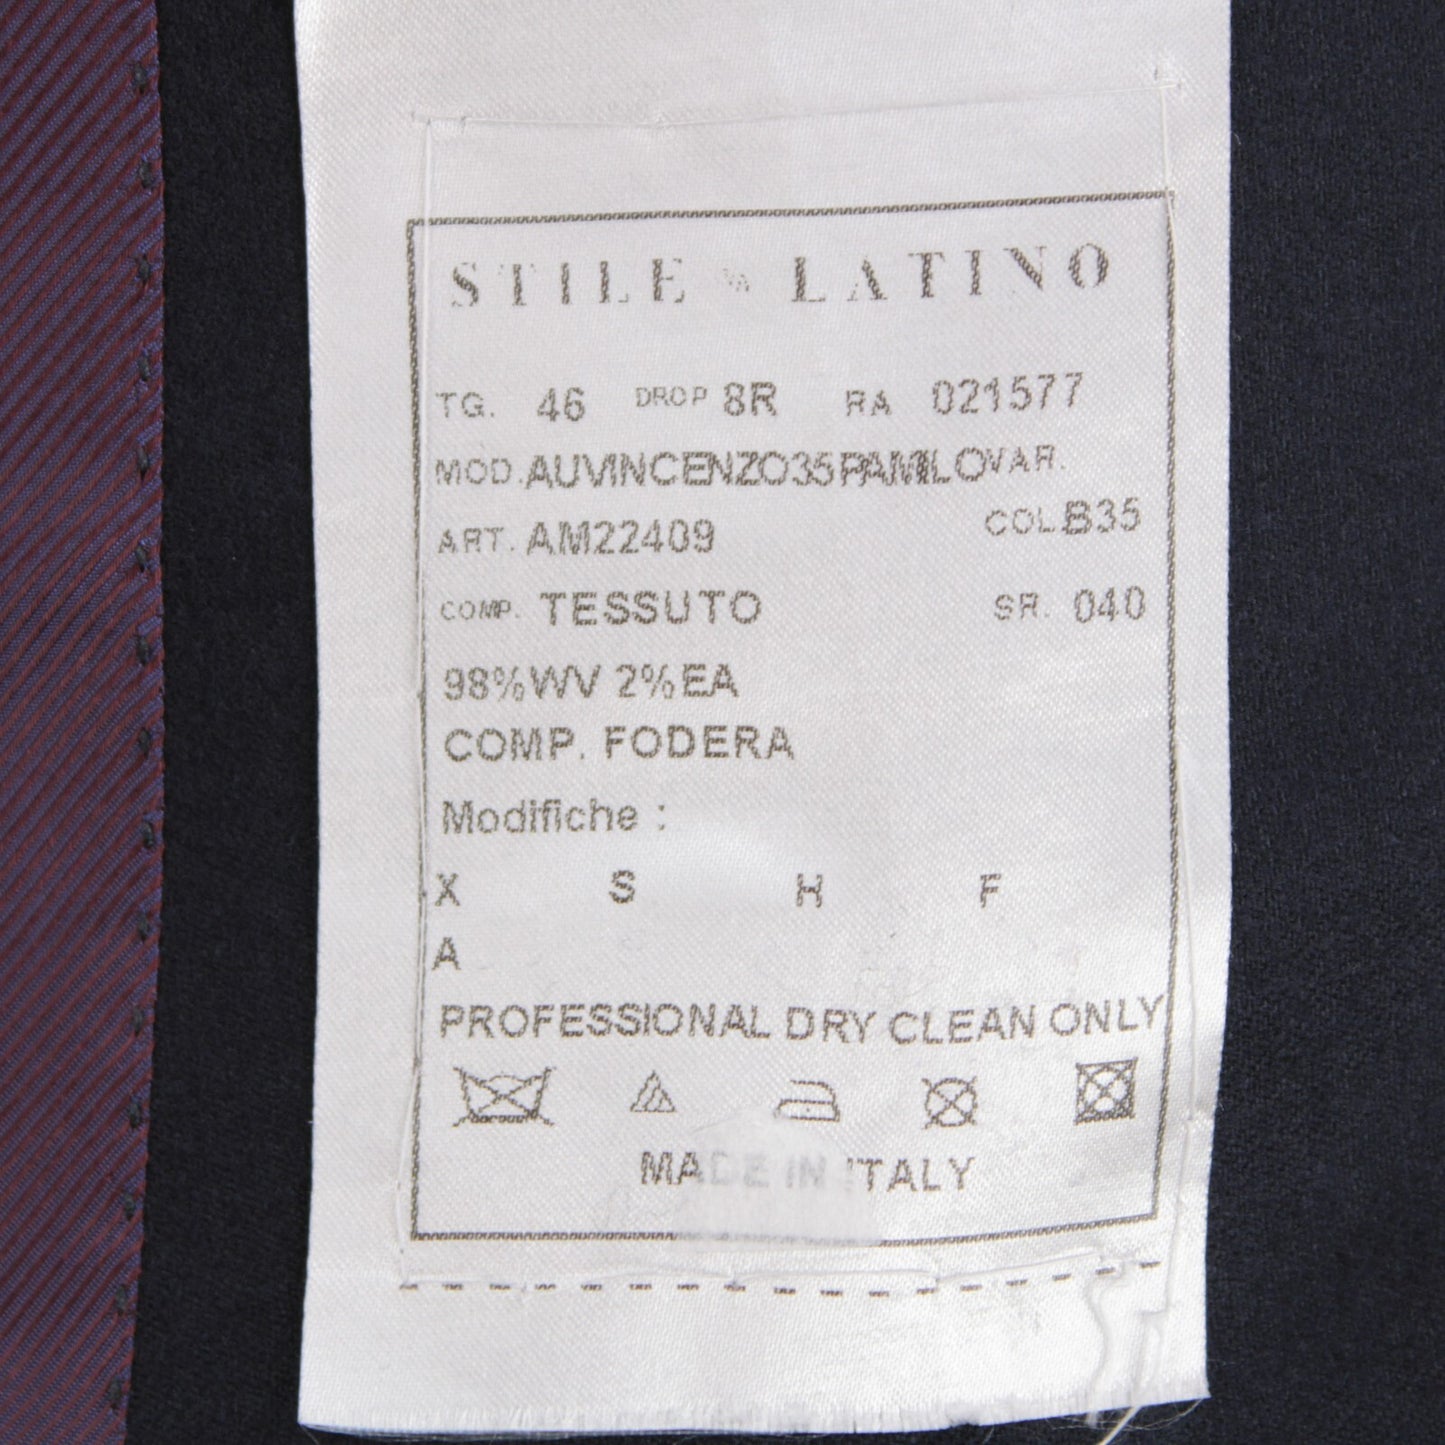 STILE LATINO
TG. 46 DROP 8R RA 021577
MOD. AUVINCENZO35PAMILO VAR.
ART. AM22409 COL. B35
COMP. TESSUTO SR. 040
98%WV 2%EA
COMP. FODERA
Modifiche :
X S H F
A
PROFESSIONAL DRY CLEAN ONLY
MADE IN ITALY